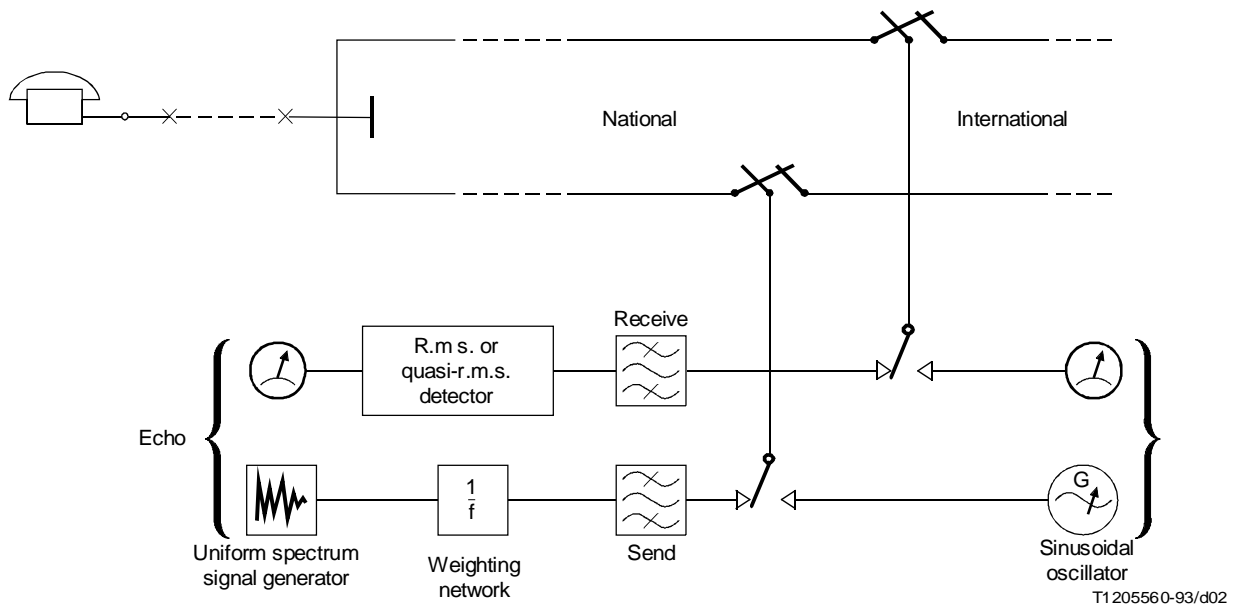 National
International
Receive
R.m s. or
quasi-r.m.s.
detector
Echo
1
f
G
Uniform spectrum
signal generator
Weighting
network
Send
Sinusoidal
oscillator
T1205560-93/d02